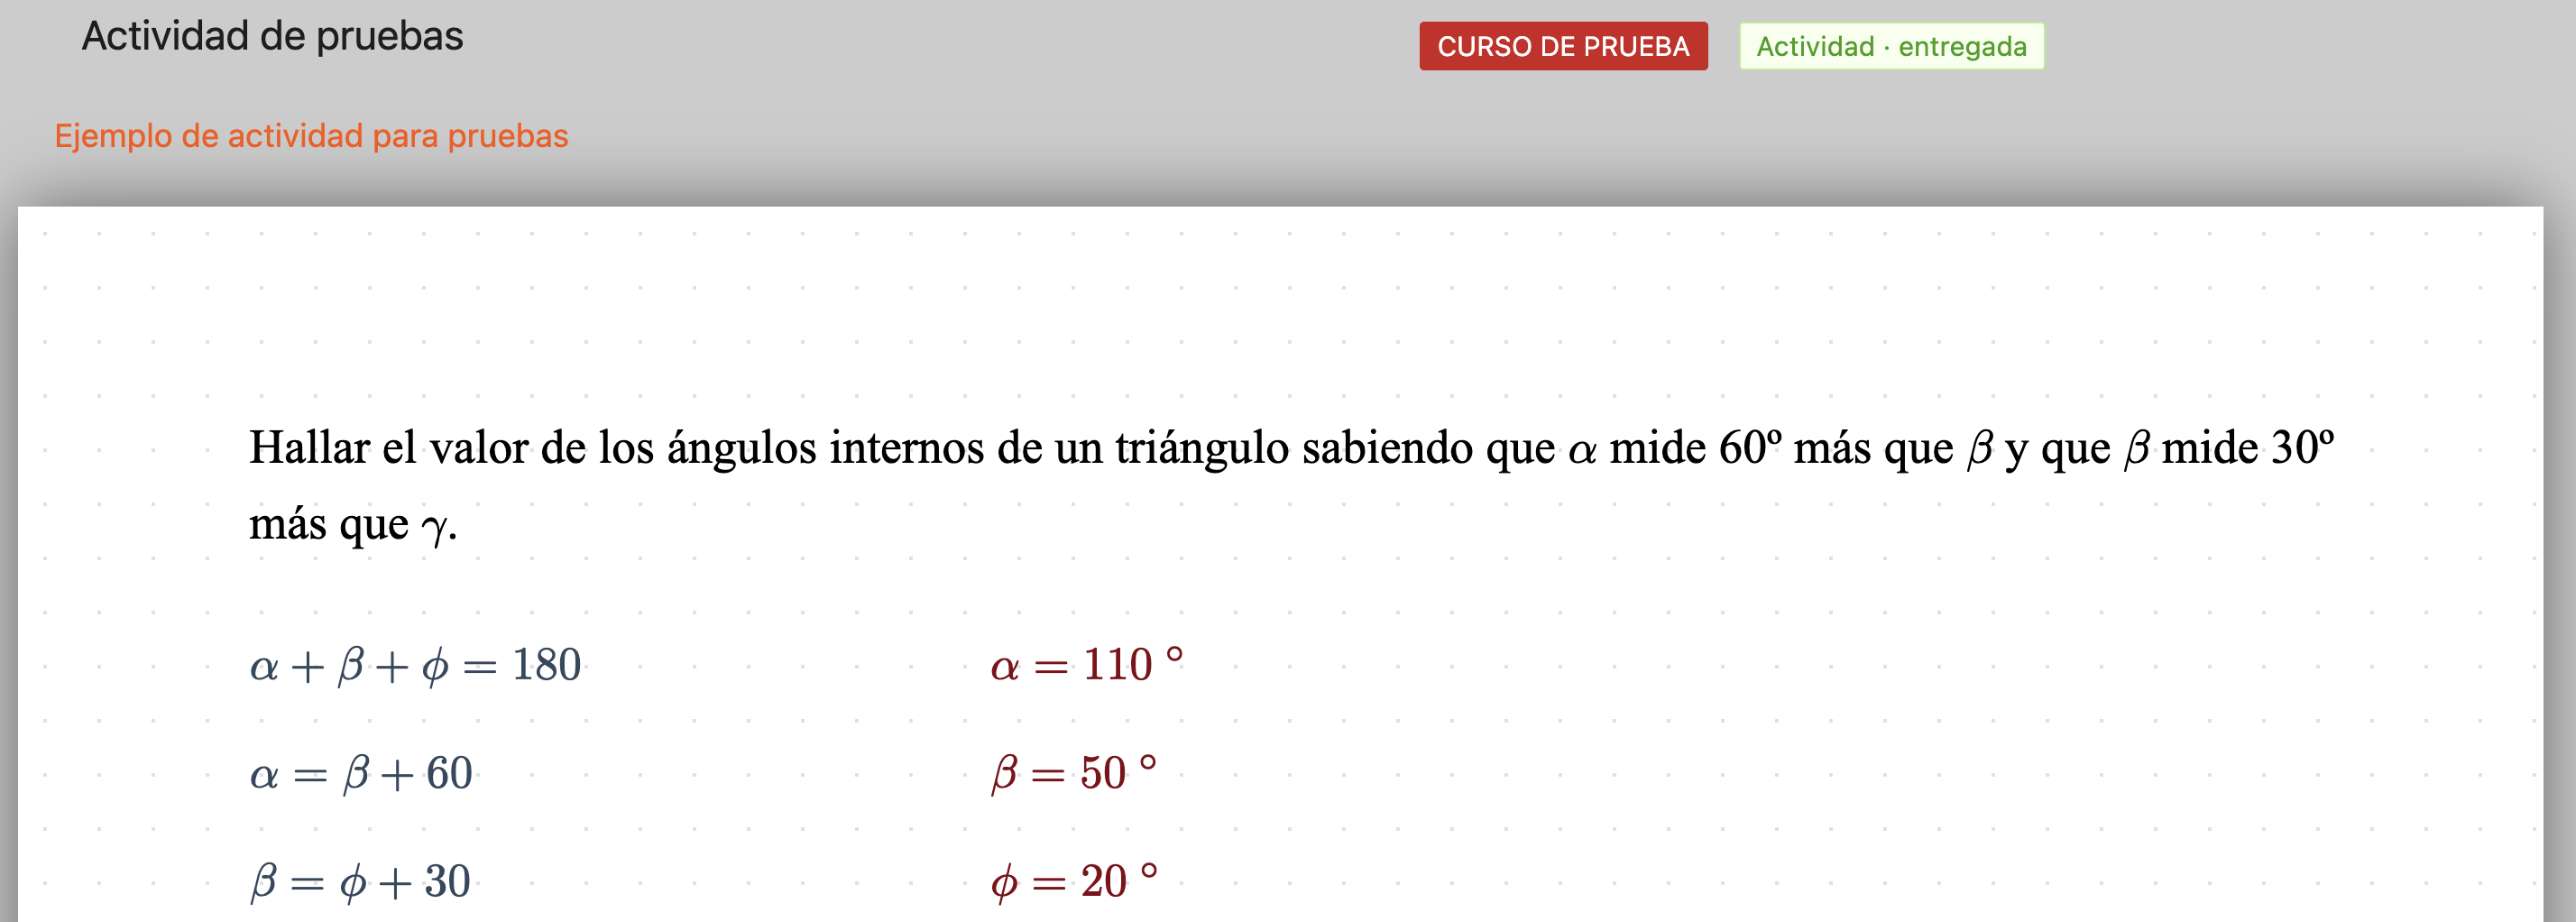 Actividad de pruebas
CURSO DE PRUEBA
Actividad · entregada
Ejemplo de actividad para pruebas
Hallar el valor de los ángulos internos de un triángulo sabiendo que α mide 60º más que β y que β mide 30º
más que γ.
α + β + ϕ = 180
α = 110 °
α = β + 60
β = 50 °
β = ϕ + 30
ϕ = 20 °